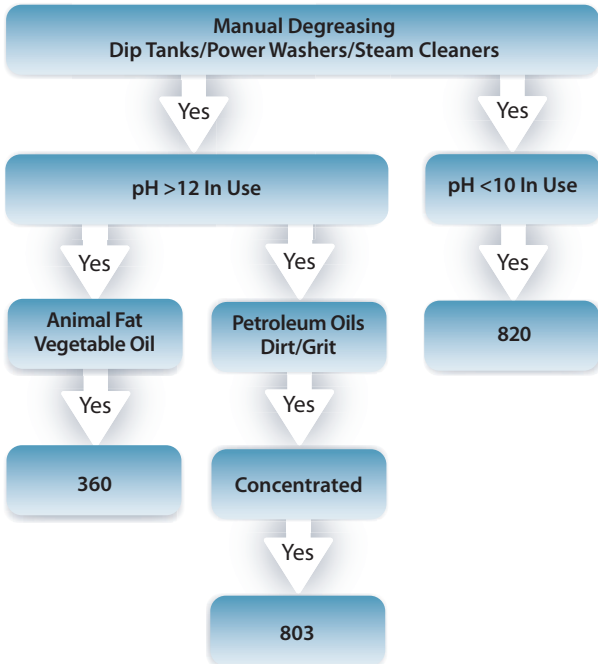 Manual Degreasing
Dip Tanks/Power Washers/Steam Cleaners
Yes
Yes
pH >12 In Use
pH <10 In Use
Yes
Yes
Yes
Animal Fat
Vegetable Oil
Petroleum Oils
Dirt/Grit
820
Yes
Yes
360
Concentrated
Yes
803